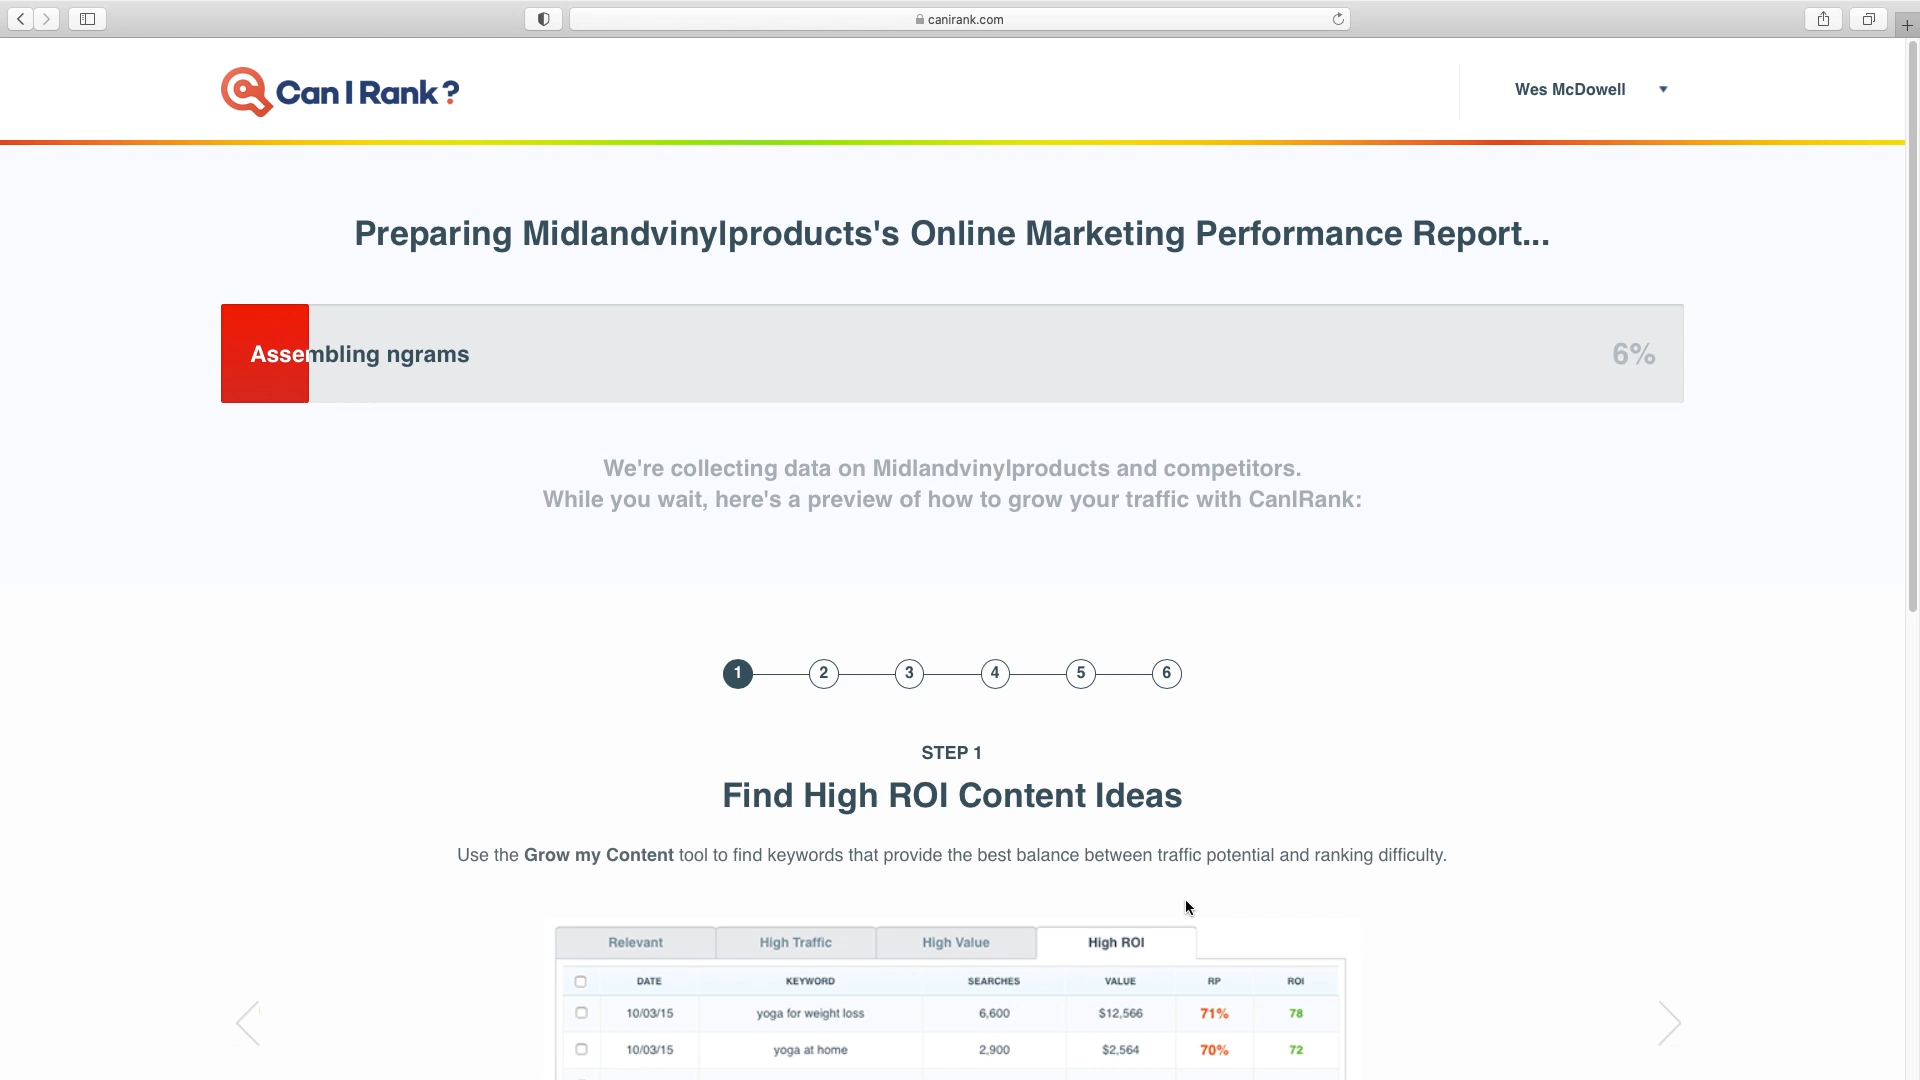 canirank.com
Can I Rank ?
Wes McDowell
Preparing Midlandvinylproducts's Online Marketing Performance Report...
Assembling ngrams
6%
We're collecting data on Midlandvinylproducts and competitors.
While you wait, here's a preview of how to grow your traffic with CanIRank:
1 2 3 4 5 6
STEP 1
Find High ROI Content Ideas
Use the Grow my Content tool to find keywords that provide the best balance between traffic potential and ranking difficulty.
Relevant High Traffic High Value High ROI
DATE KEYWORD SEARCHES VALUE RP ROI
10/03/15 yoga for weight loss 6,600 $12,566 71% 78
10/03/15 yoga at home 2,900 $2,564 70% 72